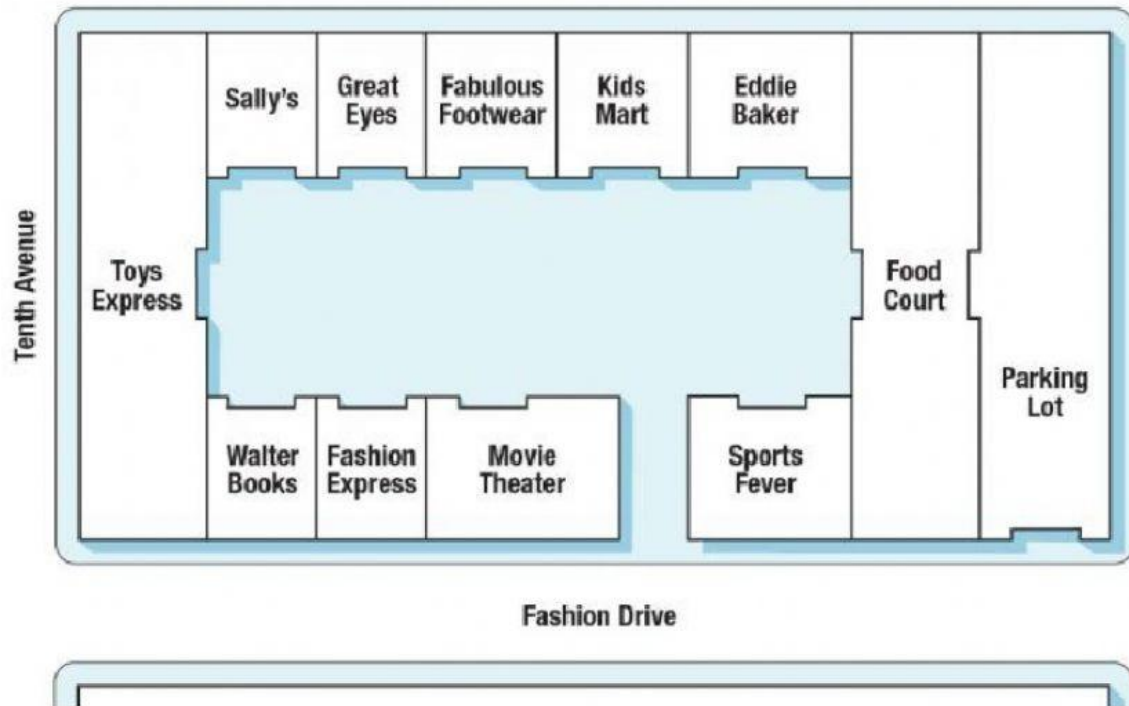 Sally's
Great
Eyes
Fabulous
Footwear
Kids
Mart
Eddie
Baker
Tenth Avenue
Toys
Express
Food
Court
Parking
Lot
Walter
Books
Fashion
Express
Movie
Theater
Sports
Fever
Fashion Drive